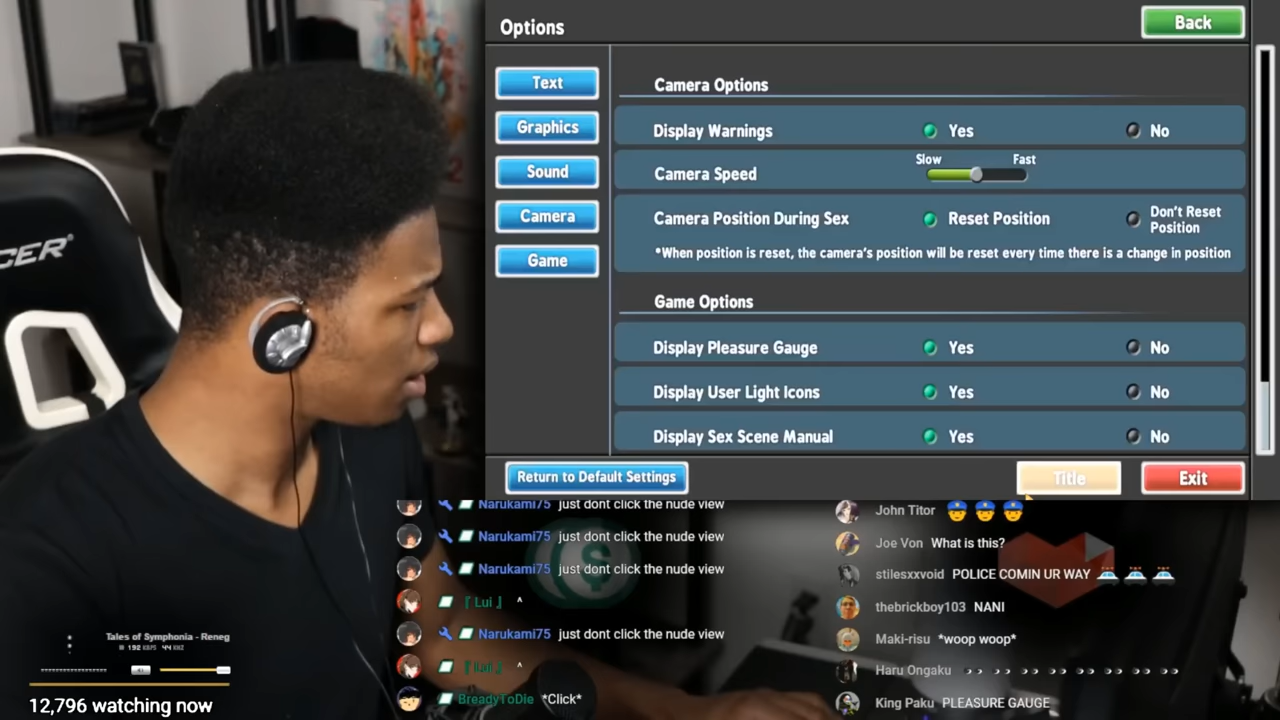 Options
Back
Text
Graphics
Sound
Camera
Game
Camera Options
Display Warnings Yes No
Camera Speed Slow Fast
Camera Position During Sex Reset Position Don't Reset Position
*When position is reset, the camera's position will be reset every time there is a change in position
Game Options
Display Pleasure Gauge Yes No
Display User Light Icons Yes No
Display Sex Scene Manual Yes No
Return to Default Settings Title Exit
Narukami75 just dont click the nude view
Narukami75 just dont click the nude view
Narukami75 just dont click the nude view
『 Lui 』 ^
Narukami75 just dont click the nude view
『 Lui 』 ^
BreadyToDie *Click*
John Titor 👮 👮 👮
Joe Von What is this?
stilesxxvoid POLICE COMIN UR WAY 🚔 🚔 🚔
thebrickboy103 NANI
Maki-risu *woop woop*
Haru Ongaku 👀 👀 👀 👀 👀 👀 👀 👀
King Paku PLEASURE GAUGE
Tales of Symphonia - Reneg
192 KBPS 44 KHZ
12,796 watching now